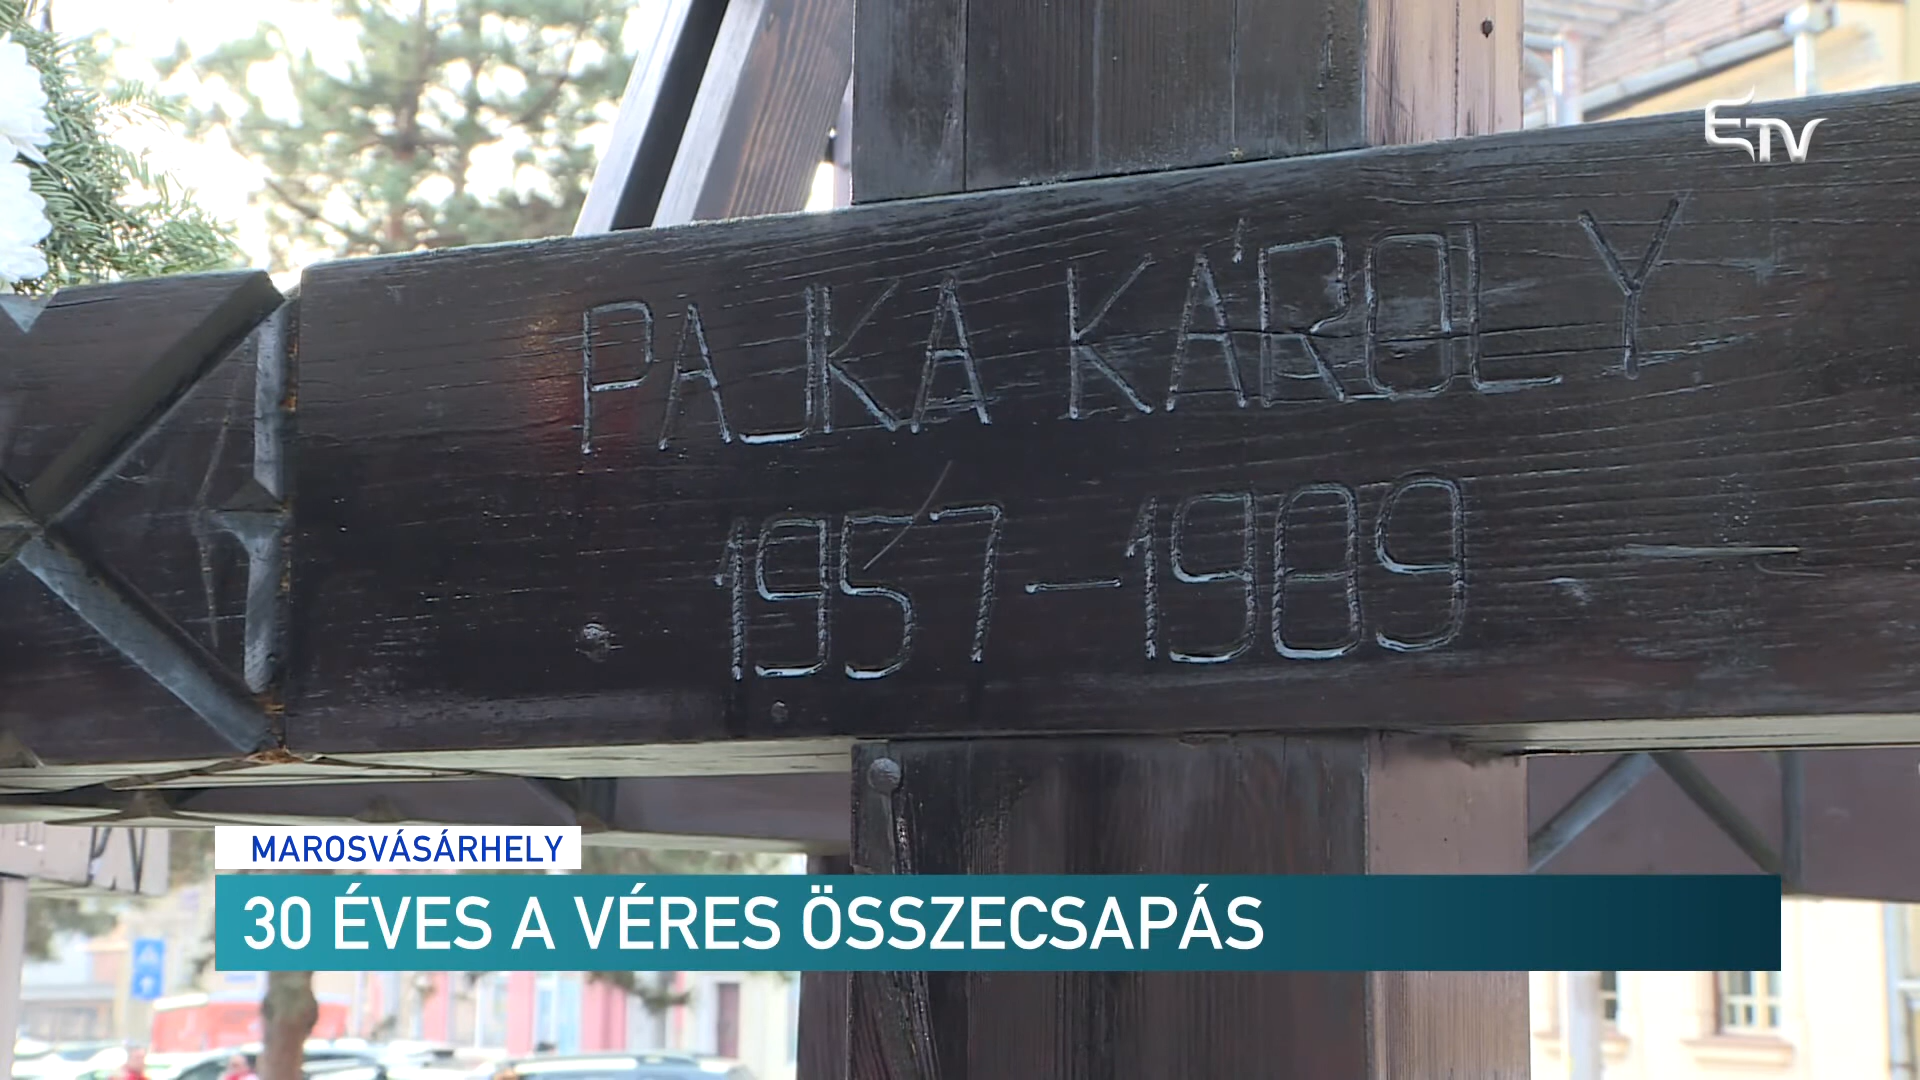 ETV
PAJKA KÁROLY
1957-1989
MAROSVÁSÁRHELY
30 ÉVES A VÉRES ÖSSZECSAPÁS